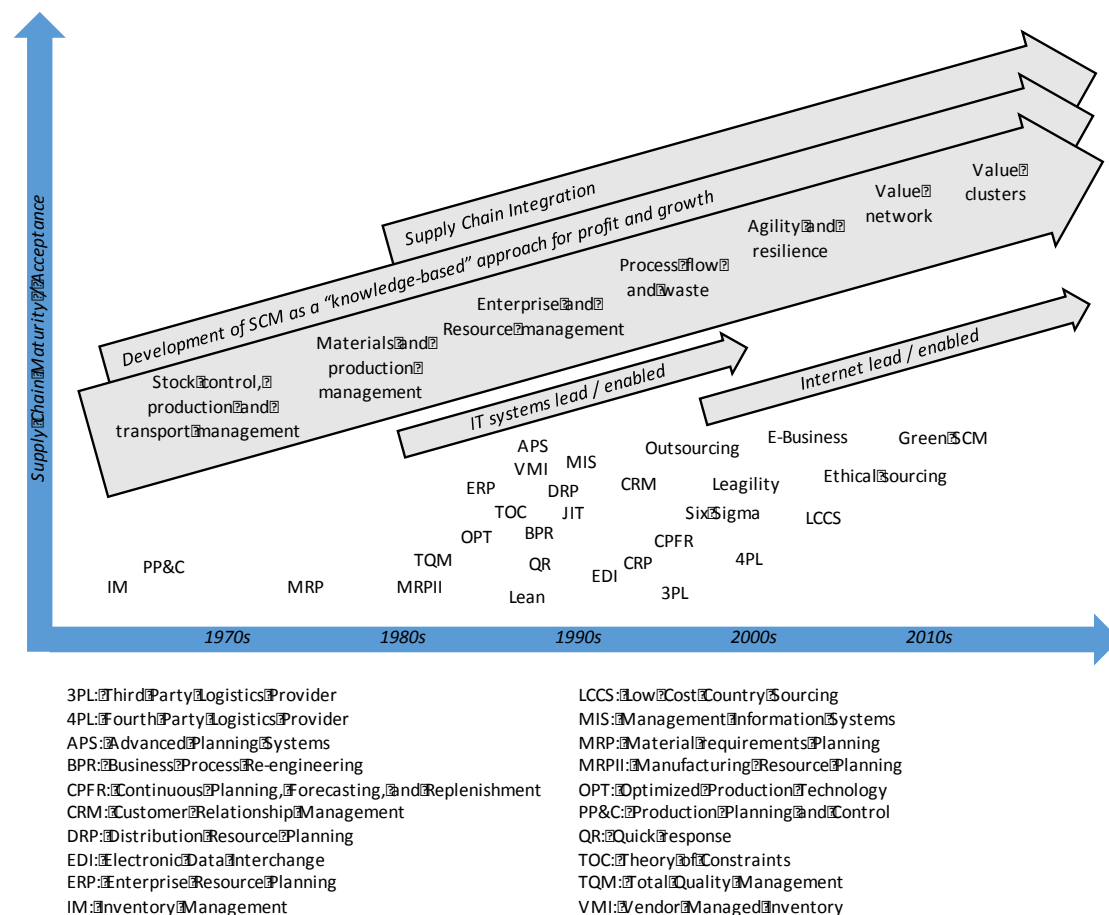 Supply Chain Maturity / Acceptance
Supply Chain Integration
Development of SCM as a “knowledge-based” approach for profit and growth
Stock control,
production and
transport management
Materials and
production
management
Enterprise and
Resource management
Process flow
and waste
Agility and
resilience
Value
network
Value
clusters
IT systems lead / enabled
Internet lead / enabled
APS
VMI
MIS
ERP
DRP
TOC
JIT
OPT
BPR
TQM
QR
EDI
MRPII
Lean
PP&C
IM
MRP
Outsourcing
E-Business
Green SCM
CRM
Leagility
Ethical sourcing
Six Sigma
LCCS
CPFR
CRP
4PL
3PL
1970s
1980s
1990s
2000s
2010s
3PL: Third Party Logistics Provider
4PL: Fourth Party Logistics Provider
APS: Advanced Planning Systems
BPR: Business Process Re-engineering
CPFR: Continuous Planning, Forecasting, and Replenishment
CRM: Customer Relationship Management
DRP: Distribution Resource Planning
EDI: Electronic Data Interchange
ERP: Enterprise Resource Planning
IM: Inventory Management
LCCS: Low Cost Country Sourcing
MIS: Management Information Systems
MRP: Material requirements Planning
MRPII: Manufacturing Resource Planning
OPT: Optimized Production Technology
PP&C: Production Planning and Control
QR: Quick response
TOC: Theory of Constraints
TQM: Total Quality Management
VMI: Vendor Managed Inventory